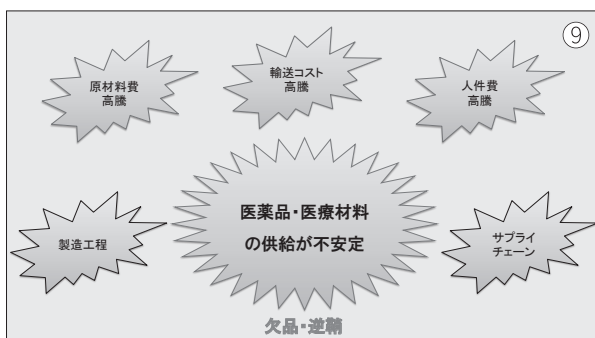 ⑨
原材料費
高騰
輸送コスト
高騰
人件費
高騰
医薬品・医療材料
の供給が不安定
製造工程
サプライ
チェーン
欠品・逆鞘